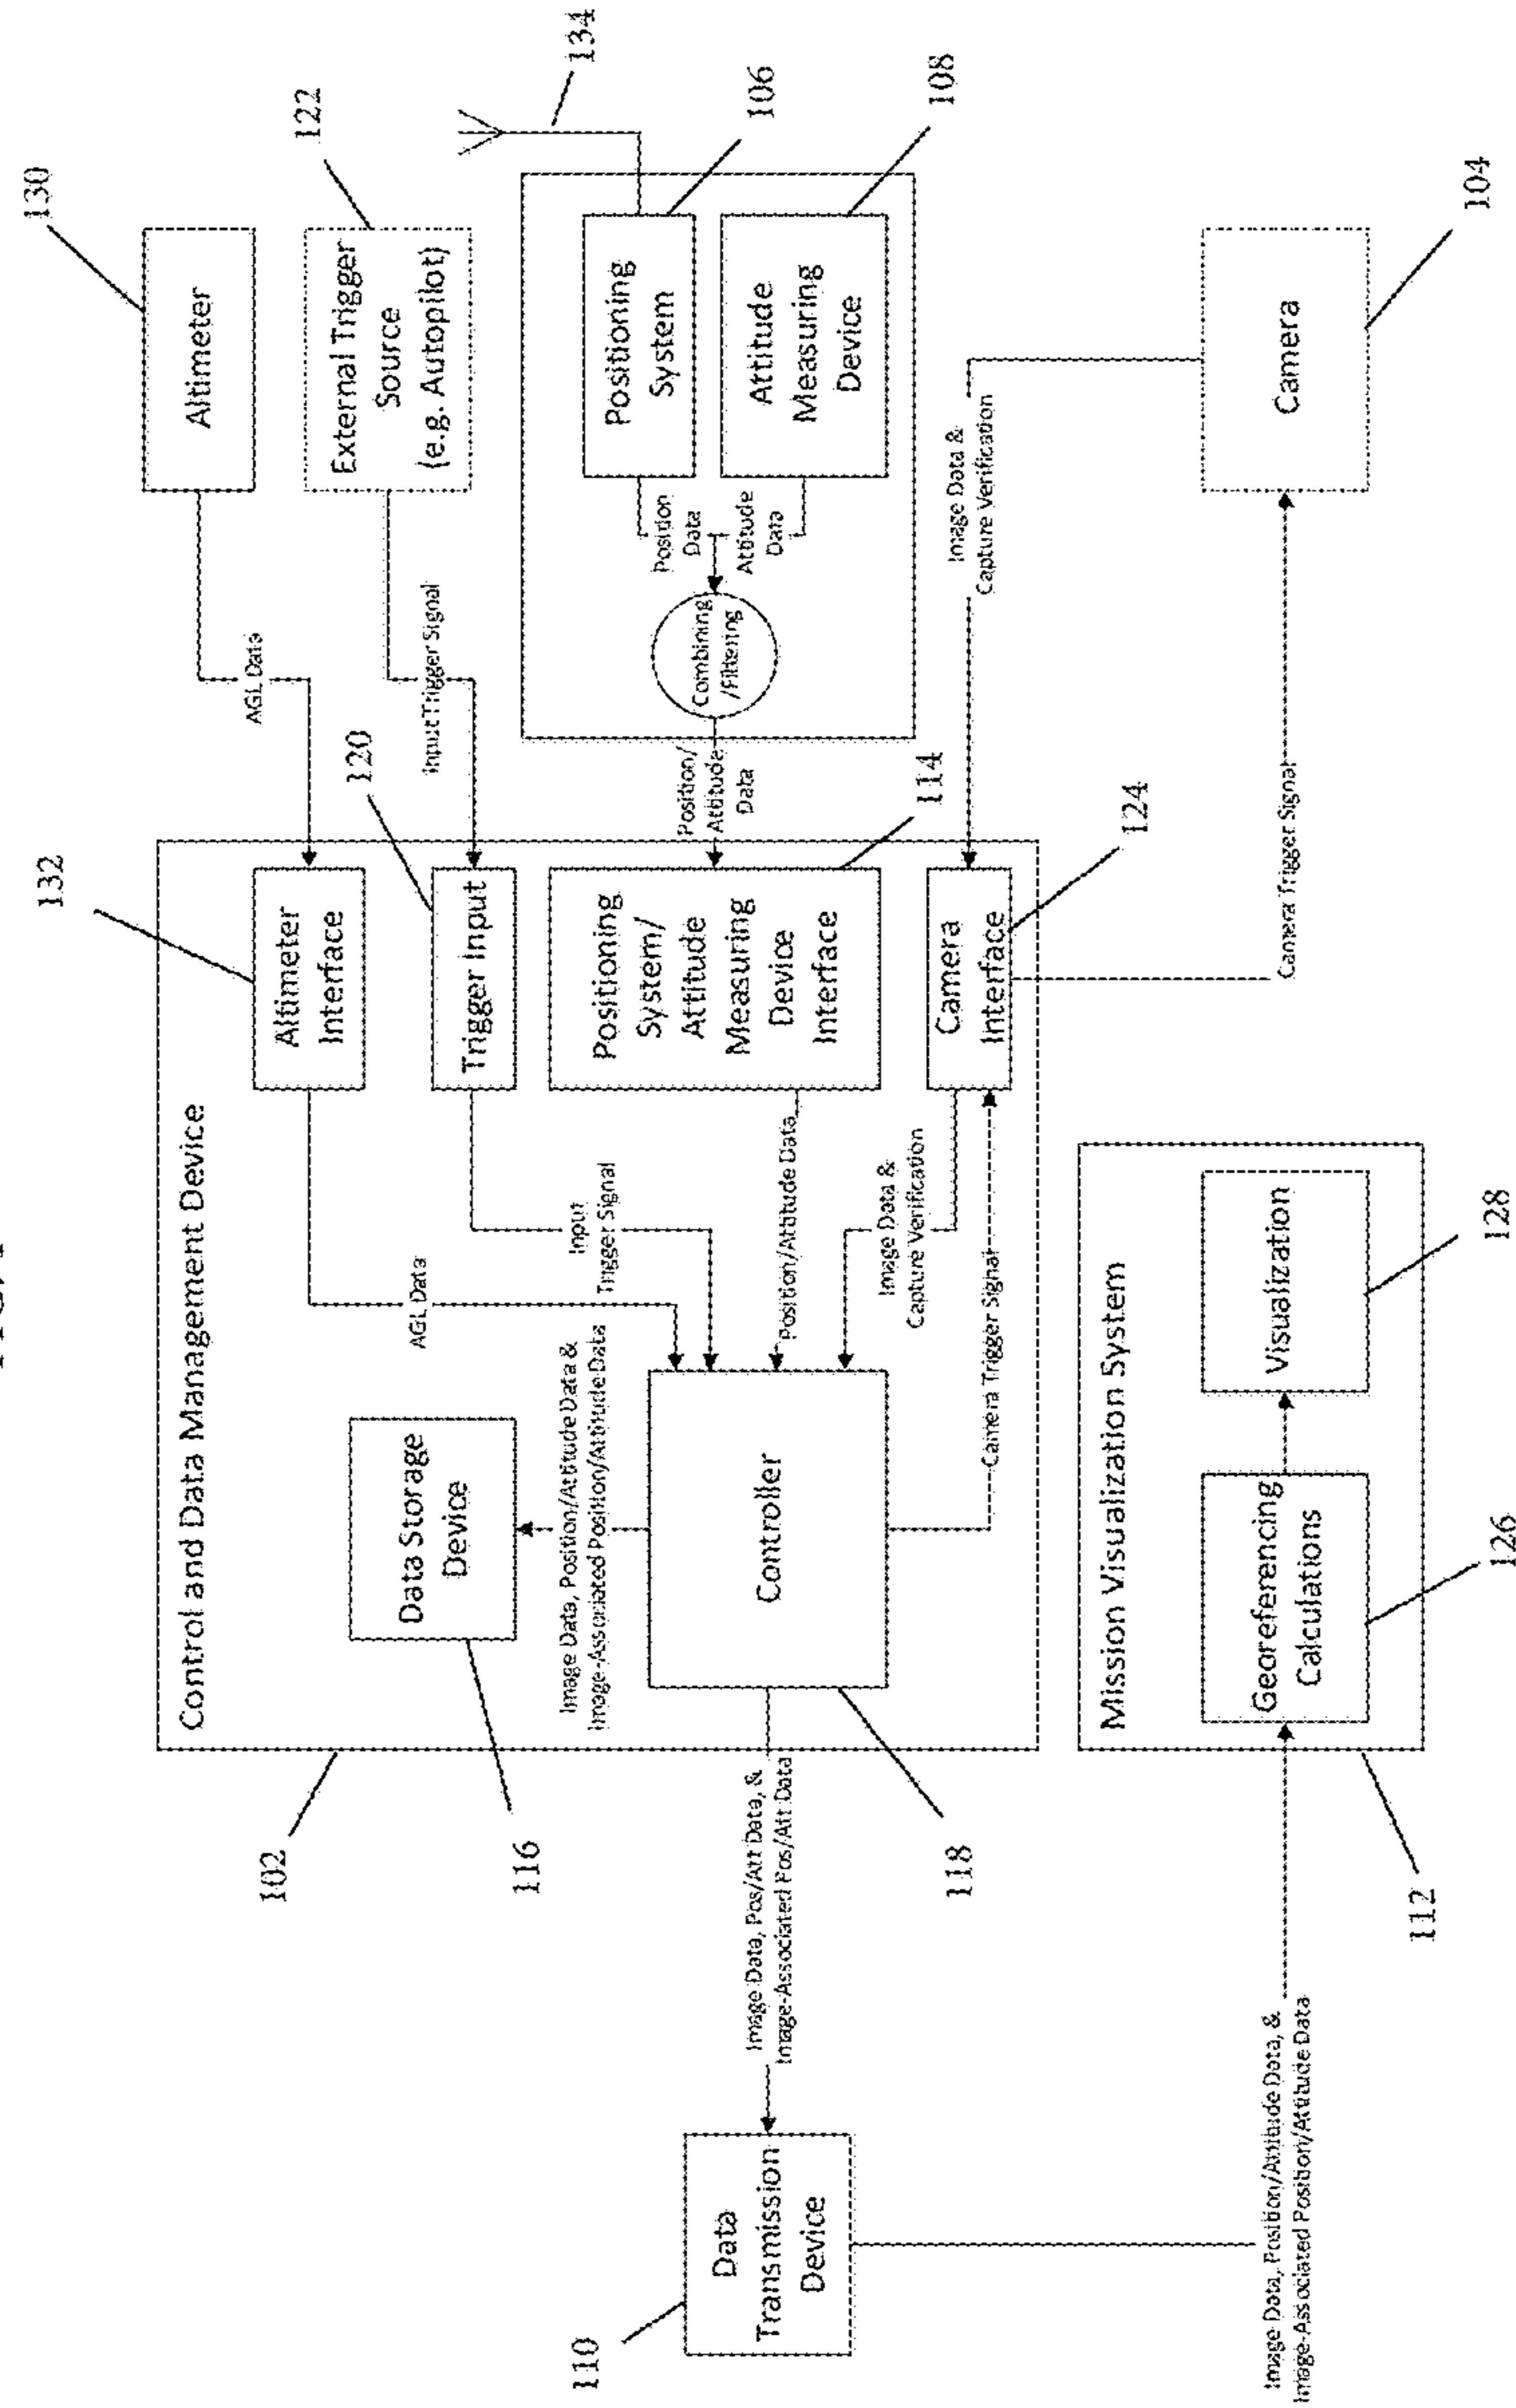 Control and Data Management Device
Data Storage
Device
Image Data, Position/Attitude Data &
Image-Associated Position/Attitude Data
Controller
AGL Data
Input
Trigger Signal
Position/Attitude Data
Image Data &
Capture Verification
Camera Trigger Signal
Altimeter
Interface
Trigger Input
Positioning
System/
Attitude
Measuring
Device
Interface
Camera
Interface
AGL Data
Input Trigger Signal
Position/
Attitude
Data
Combining
/Filtering
Position
Data
Attitude
Data
Positioning
System
Attitude
Measuring
Device
Altimeter
External Trigger
Source
(e.g. Autopilot)
Image Data &
Capture Verification
Camera Trigger Signal
Camera
Data
Transmission
Device
Image Data, Pos/Att Data, &
Image-Associated Pos/Att Data
Image Data, Position/Attitude Data, &
Image-Associated Position/Attitude Data
Mission Visualization System
Georeferencing
Calculations
Visualization
102
116
118
110
112
126
128
132
120
114
124
130
122
134
106
108
104